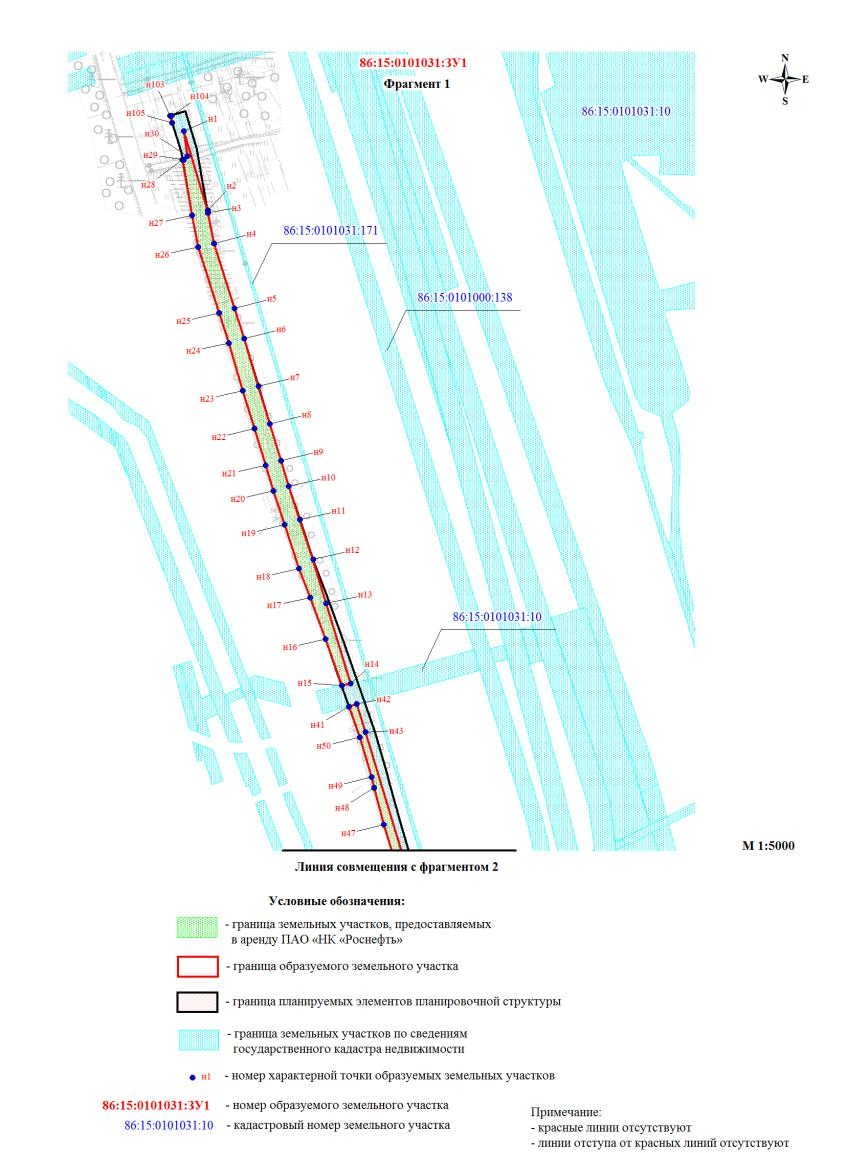 86:15:0101031:ЗУ1
Фрагмент 1
N
W E
S
86:15:0101031:10
н103
н104
н105
н1
н30
н29
н28
н2
н3
н27
н4
86:15:0101031:171
н26
86:15:0101000:138
н5
н25
н6
н24
н7
н23
н8
н22
н9
н21
н10
н20
н11
н19
н12
н18
н13
н17
86:15:0101031:10
н16
н14
н15
н42
н41
н43
н50
н49
н48
н47
М 1:5000
Линия совмещения с фрагментом 2
Условные обозначения:
- граница земельных участков, предоставляемых
в аренду ПАО «НК «Роснефть»
- граница образуемого земельного участка
- граница планируемых элементов планировочной структуры
- граница земельных участков по сведениям
государственного кадастра недвижимости
н1 - номер характерной точки образуемых земельных участков
86:15:0101031:ЗУ1 - номер образуемого земельного участка
86:15:0101031:10 - кадастровый номер земельного участка
Примечание:
- красные линии отсутствуют
- линии отступа от красных линий отсутствуют